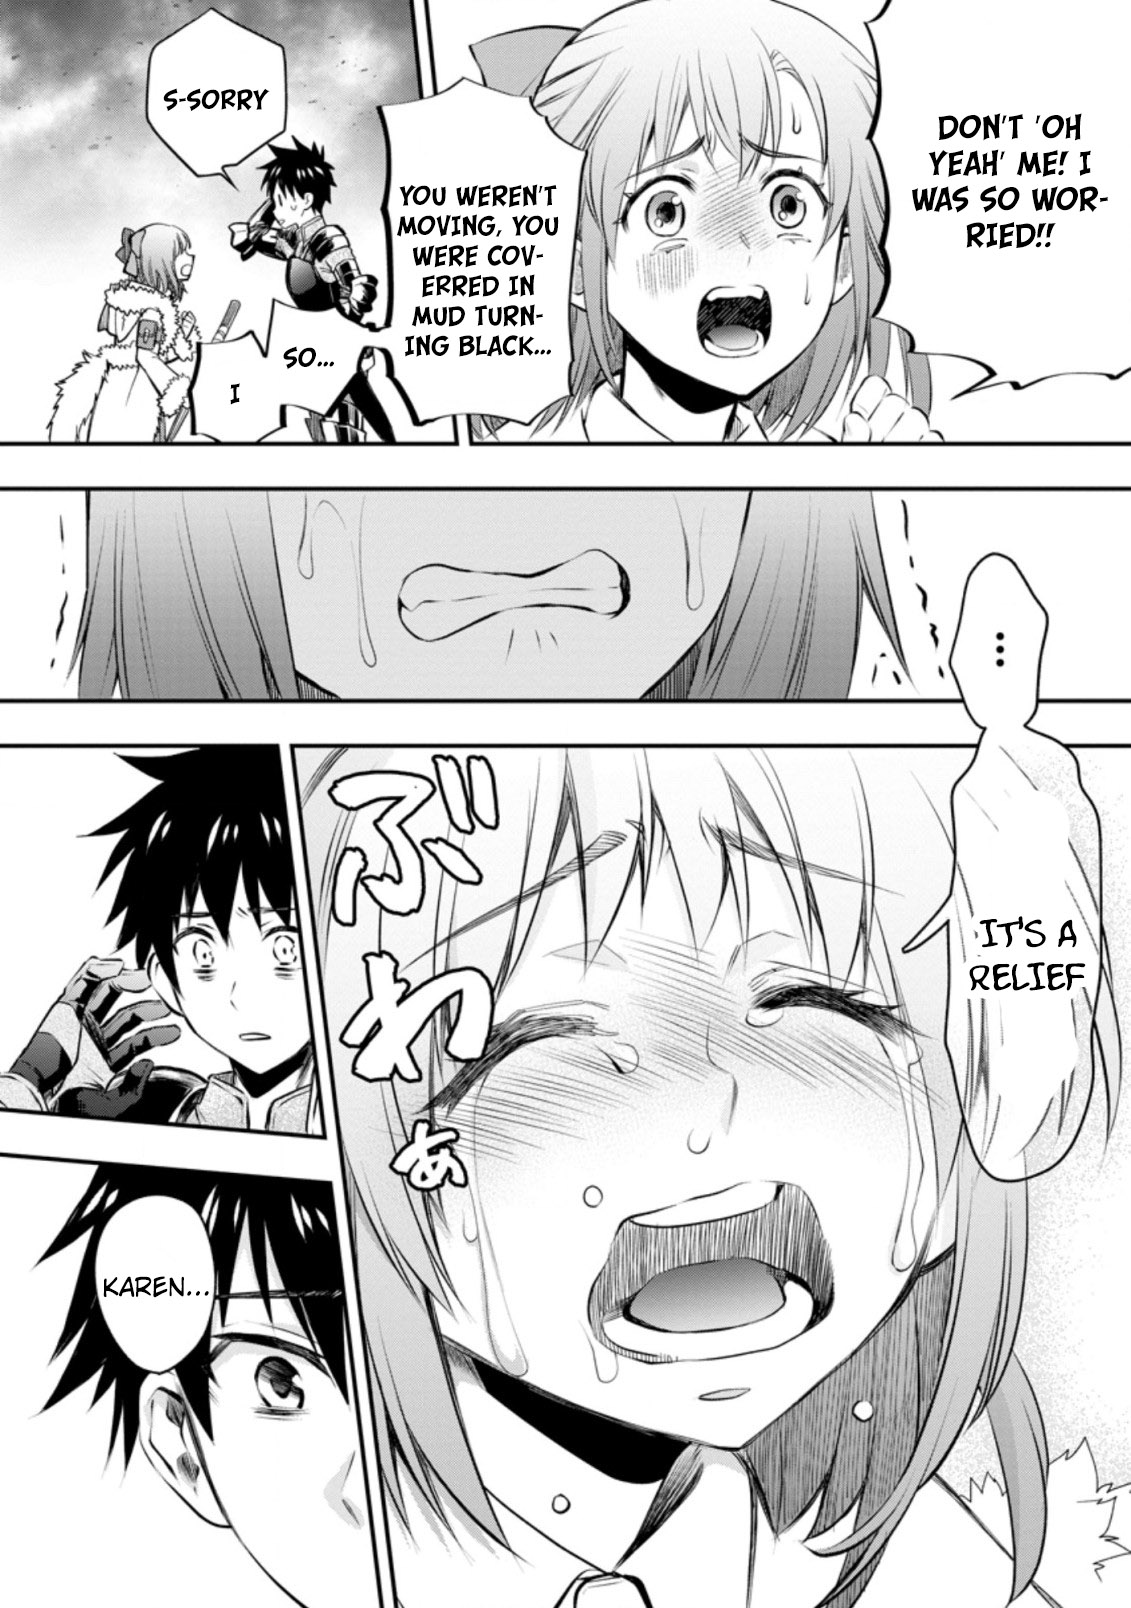 DON'T 'OH
YEAH' ME! I
WAS SO WOR-
RIED!!
YOU WEREN'T
MOVING, YOU
WERE COV-
ERRED IN
MUD TURN-
ING BLACK...
S-SORRY
SO...
I
...
IT'S A
RELIEF
ぶわぁ
KAREN...